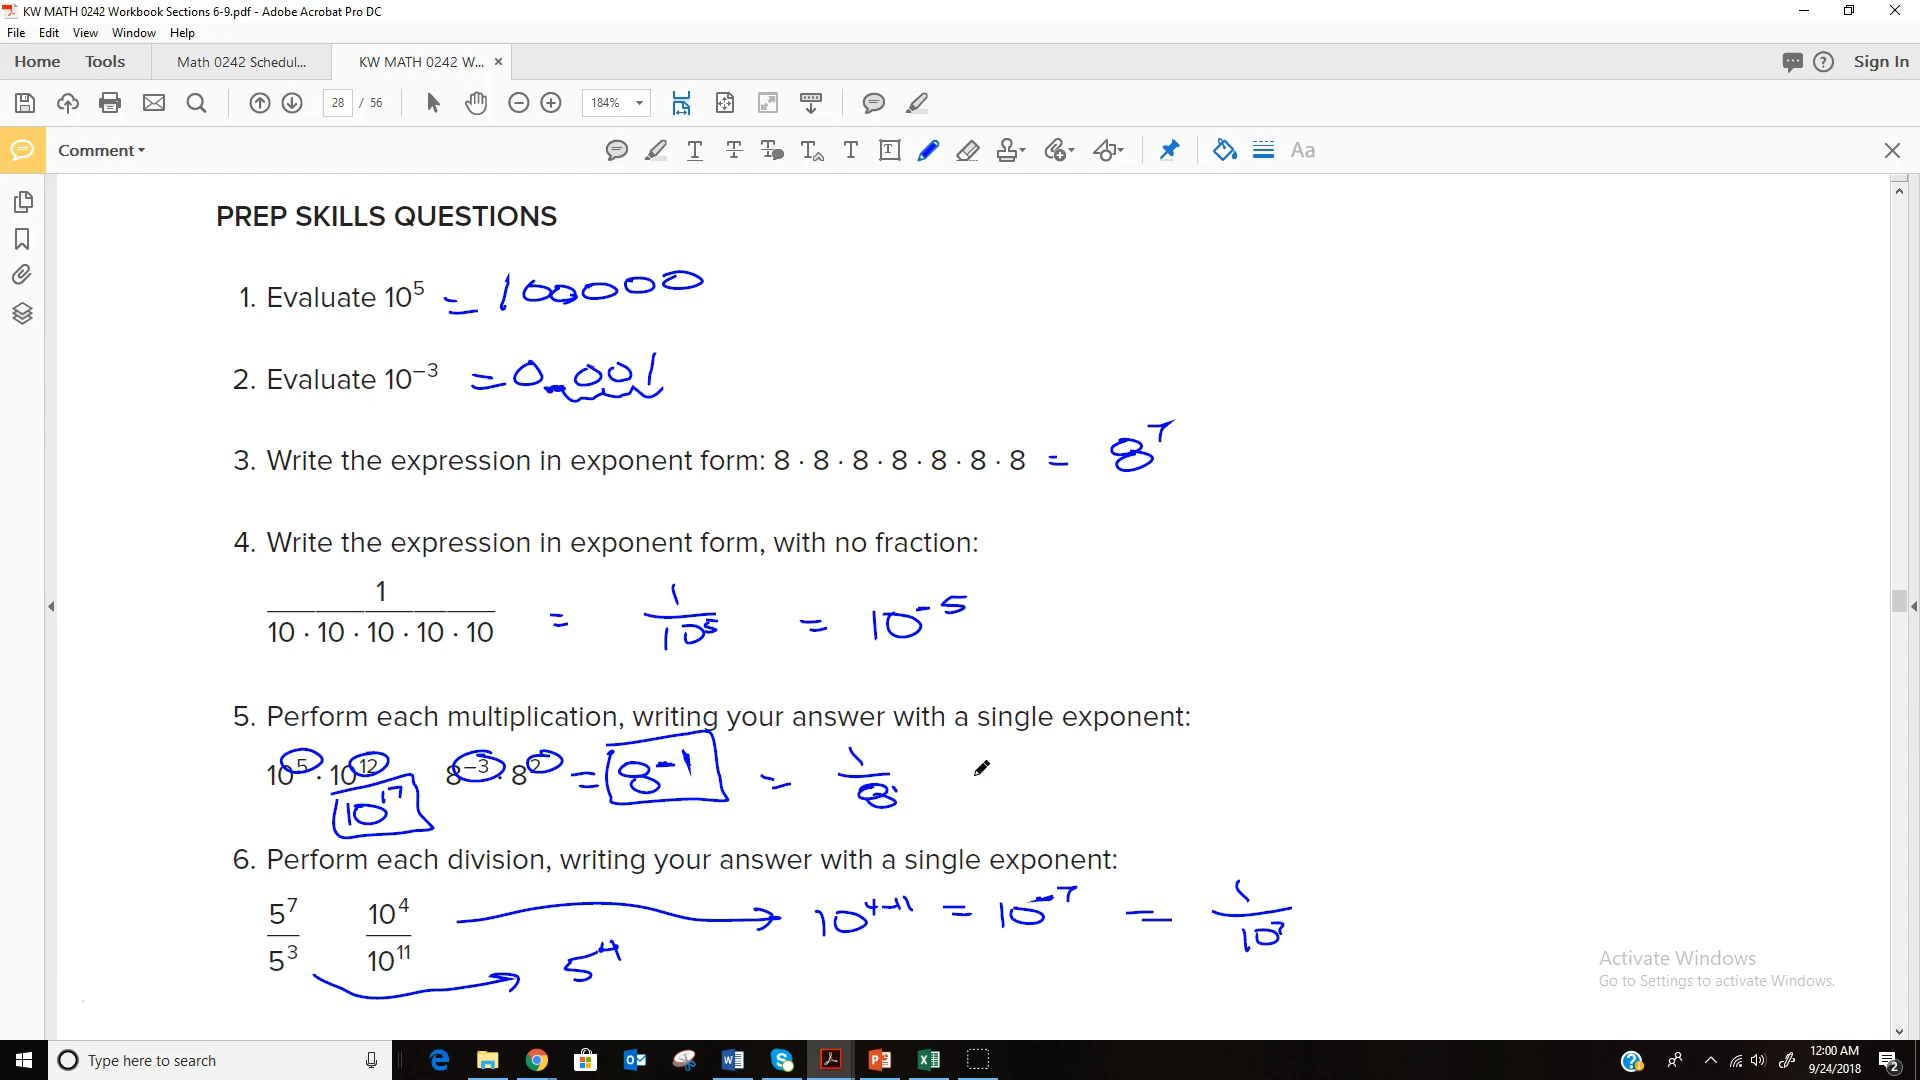 KW MATH 0242 Workbook Sections 6-9.pdf - Adobe Acrobat Pro DC
File Edit View Window Help
Home Tools Math 0242 Schedul... KW MATH 0242 W... × Sign In
28 / 56 184%
Comment Aa
PREP SKILLS QUESTIONS
1. Evaluate 10⁵ = 100000
2. Evaluate 10⁻³ = 0.001
3. Write the expression in exponent form: 8 · 8 · 8 · 8 · 8 · 8 · 8 = 8⁷
4. Write the expression in exponent form, with no fraction:
1 / (10 · 10 · 10 · 10 · 10) = 1 / 10⁵ = 10⁻⁵
5. Perform each multiplication, writing your answer with a single exponent:
10⁵ · 10¹² 8⁻³ · 8² = 8⁻¹ = 1 / 8
10¹⁷
6. Perform each division, writing your answer with a single exponent:
5⁷ / 5³ 10⁴ / 10¹¹ 10⁴⁻¹¹ = 10⁻⁷ = 1 / 10⁷
5⁴
Activate Windows
Go to Settings to activate Windows.
Type here to search
12:00 AM
9/24/2018
2